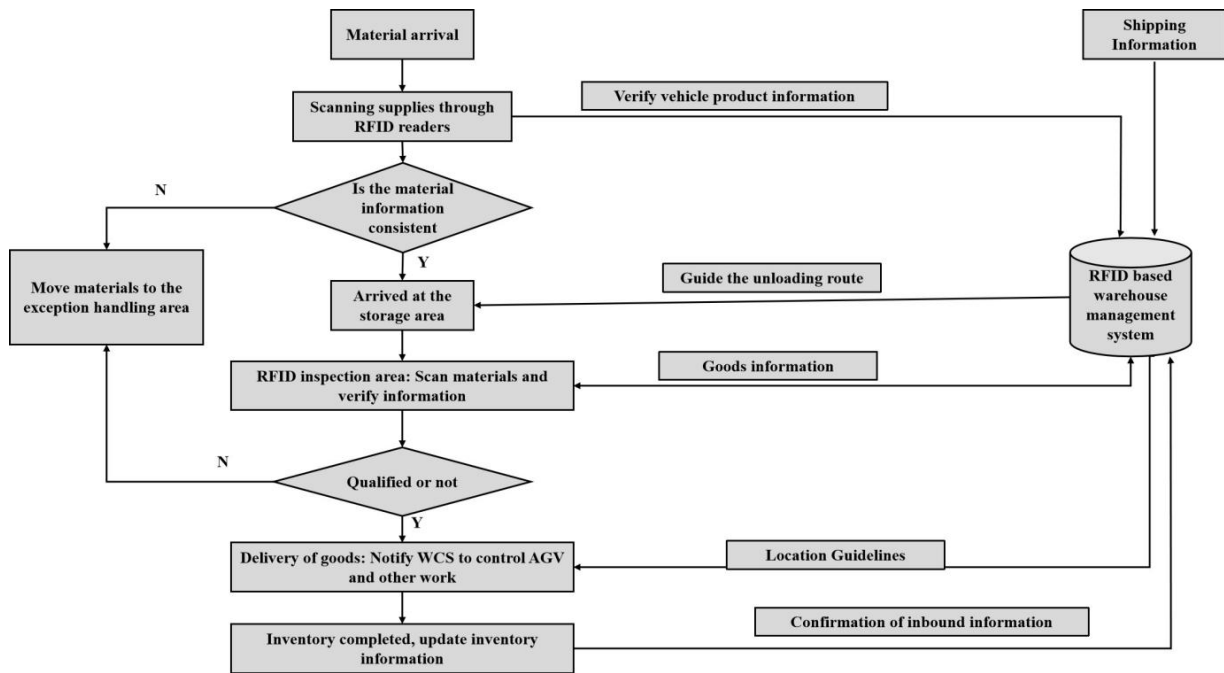 Material arrival
Shipping
Information
Verify vehicle product information
Scanning supplies through
RFID readers
N
Is the material
information
consistent
Y
Move materials to the
exception handling area
Guide the unloading route
Arrived at the
storage area
RFID based
warehouse
management
system
Goods information
RFID inspection area: Scan materials and
verify information
N
Qualified or not
Y
Delivery of goods: Notify WCS to control AGV
and other work
Location Guidelines
Confirmation of inbound information
Inventory completed, update inventory
information